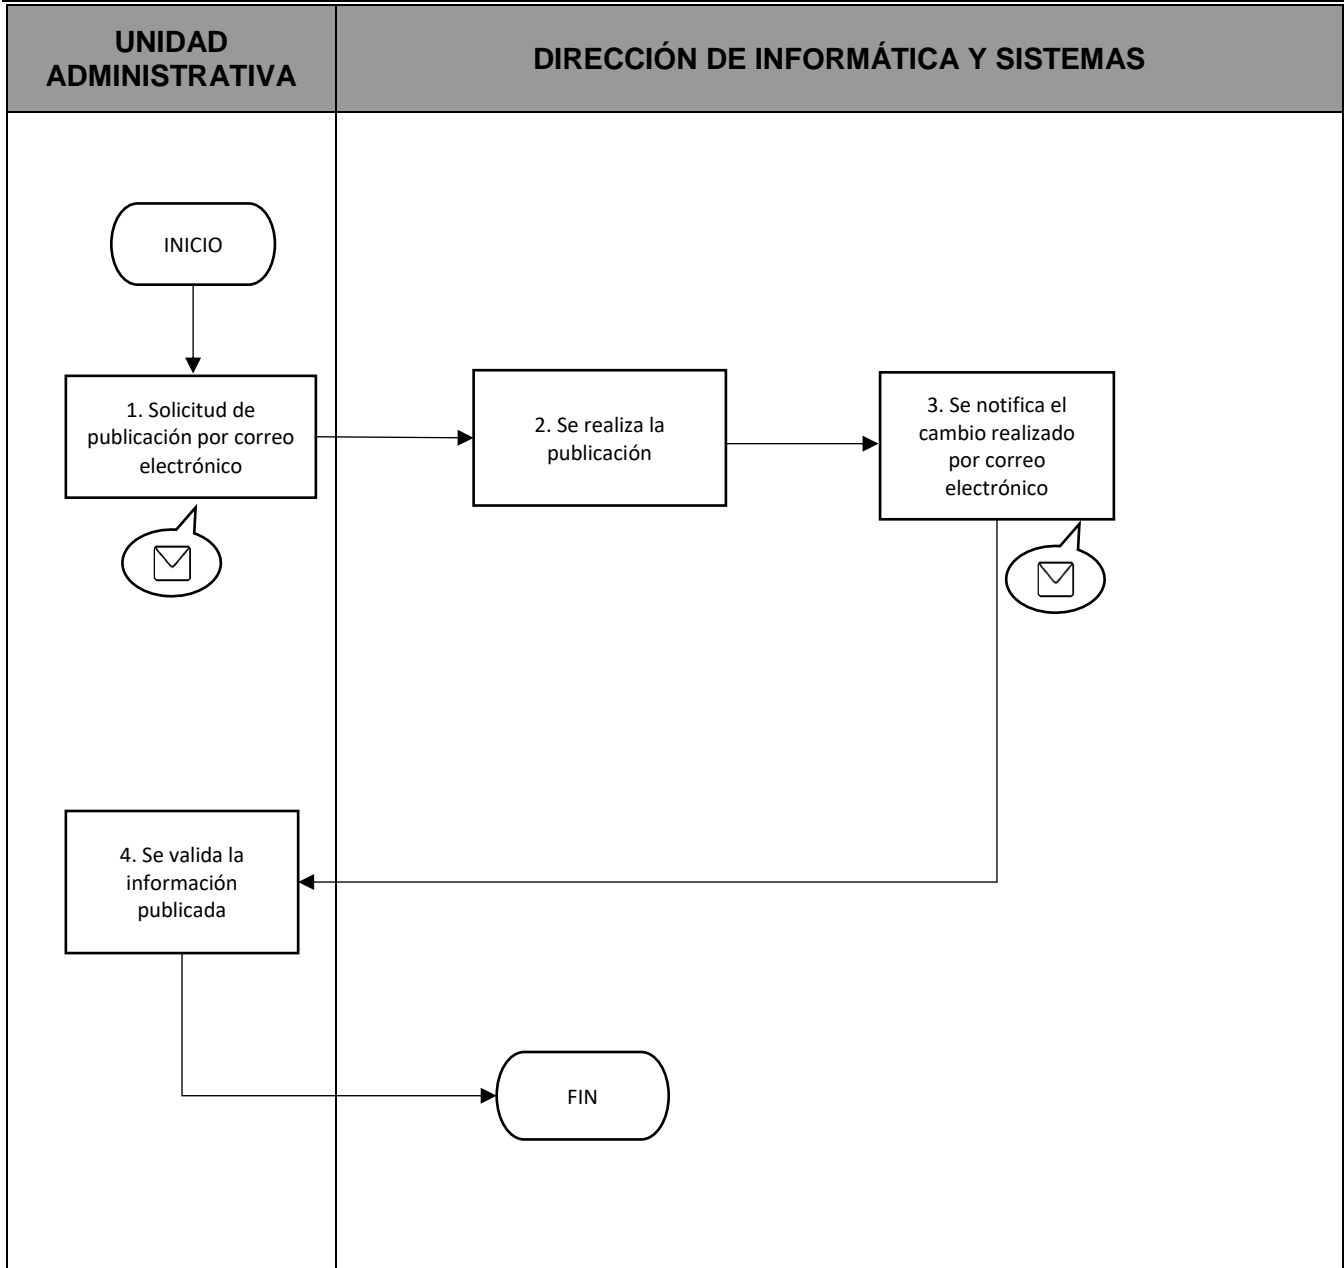 UNIDAD
ADMINISTRATIVA
DIRECCIÓN DE INFORMÁTICA Y SISTEMAS
INICIO
1. Solicitud de
publicación por correo
electrónico
2. Se realiza la
publicación
3. Se notifica el
cambio realizado
por correo
electrónico
4. Se valida la
información
publicada
FIN